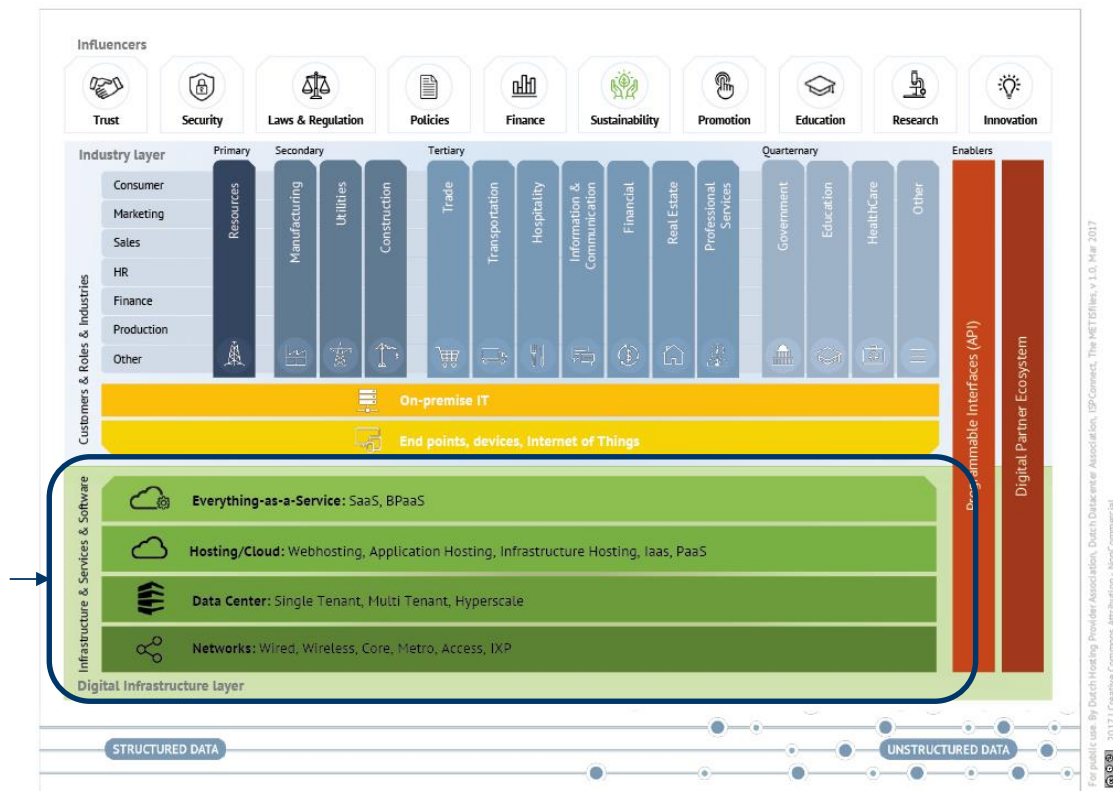 Influencers
Trust
Security
Laws & Regulation
Policies
Finance
Sustainability
Promotion
Education
Research
Innovation
Industry layer
Primary
Secondary
Tertiary
Quarternary
Enablers
Consumer
Marketing
Sales
HR
Finance
Production
Other
Resources
Manufacturing
Utilities
Construction
Trade
Transportation
Hospitality
Information &
Communication
Financial
Real Estate
Professional
Services
Government
Education
HealthCare
Other
Customers & Roles & Industries
On-premise IT
End points, devices, Internet of Things
Programmable Interfaces (API)
Digital Partner Ecosystem
Infrastructure & Services & Software
Everything-as-a-Service: SaaS, BPaaS
Hosting/Cloud: Webhosting, Application Hosting, Infrastructure Hosting, Iaas, PaaS
Data Center: Single Tenant, Multi Tenant, Hyperscale
Networks: Wired, Wireless, Core, Metro, Access, IXP
Digital Infrastructure layer
STRUCTURED DATA
UNSTRUCTURED DATA
For public use. By Dutch Hosting Provider Association, Dutch Datacenter Association, ISPConnect, The METISfiles, v 1.0, Mar 2017
2017 | Creative Common Attribution - NonCommercial